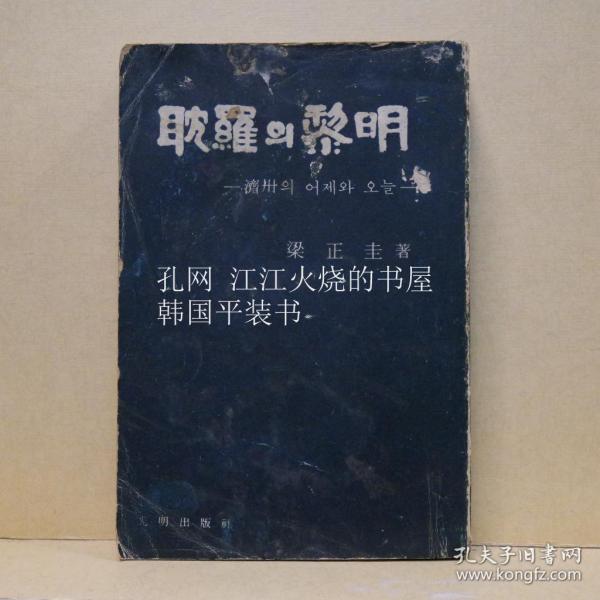 耽羅의 黎明
—濟州의 어제와 오늘—
梁正圭 著
孔网 江江火烧的书屋
韩国平装书
明出版
孔夫子旧书网
www.kongfz.com